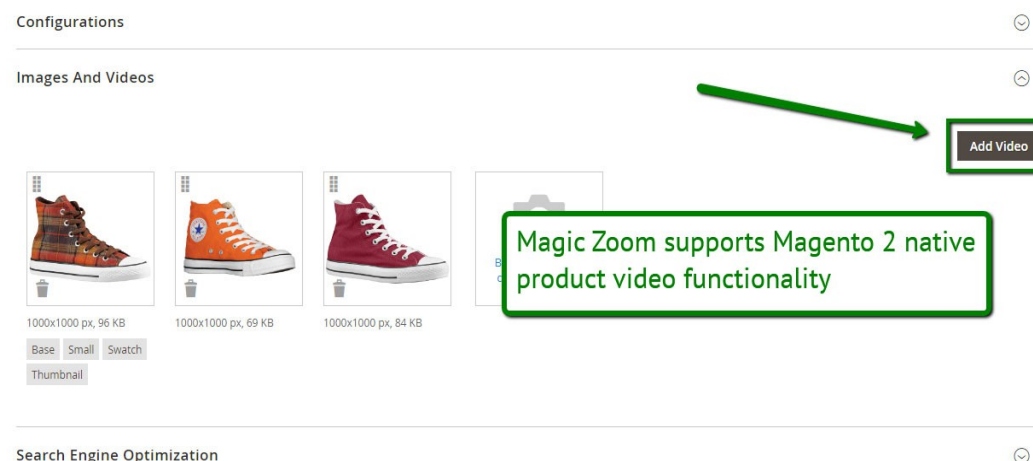 Configurations
Images And Videos
Add Video
Magic Zoom supports Magento 2 native
product video functionality
1000x1000 px, 96 KB
1000x1000 px, 69 KB
1000x1000 px, 84 KB
Base Small Swatch
Thumbnail
Search Engine Optimization